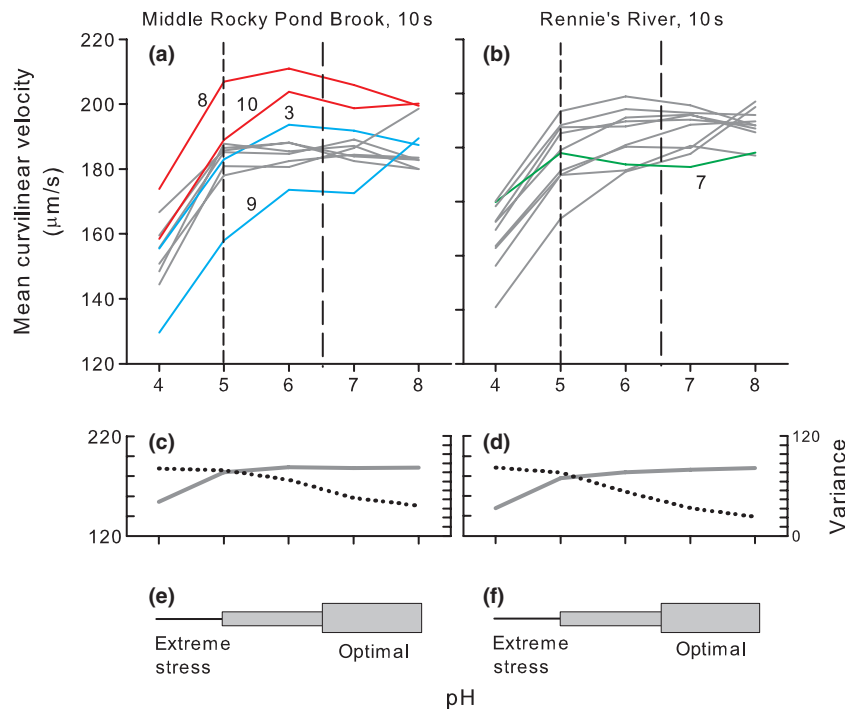 Middle Rocky Pond Brook, 10s
Rennie's River, 10s
Mean curvilinear velocity
(μm/s)
220
200
180
160
140
120
(a)
8
10
3
9
4
5
6
7
8
(b)
7
4
5
6
7
8
(c)
220
120
(d)
120
0
Variance
(e)
Extreme
stress
Optimal
(f)
Extreme
stress
Optimal
pH